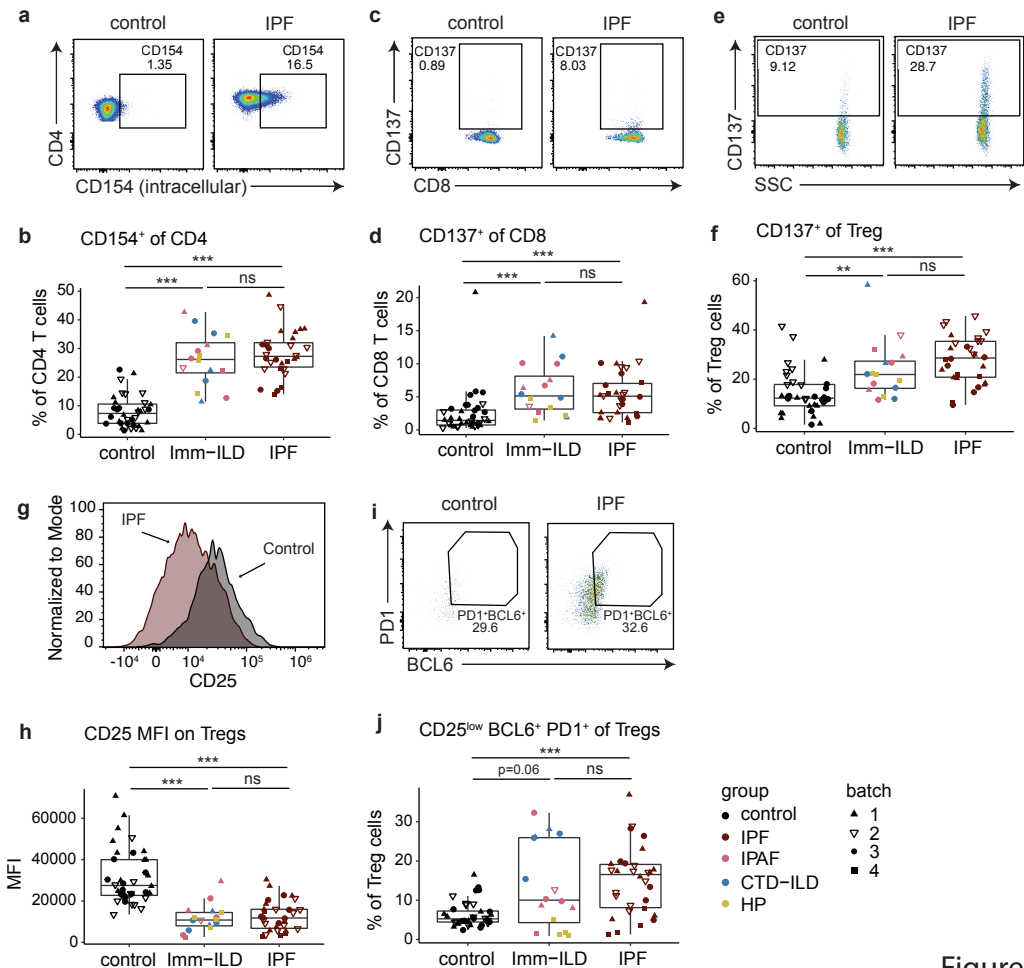 a
control
IPF
CD154
1.35
CD154
16.5
CD4
CD154 (intracellular)
c
control
IPF
CD137
0.89
CD137
8.03
CD137
CD8
e
control
IPF
CD137
9.12
CD137
28.7
CD137
SSC
b
CD154⁺ of CD4
***
***
ns
% of CD4 T cells
50
40
30
20
10
0
control
Imm−ILD
IPF
d
CD137⁺ of CD8
***
***
ns
% of CD8 T cells
20
15
10
5
0
control
Imm−ILD
IPF
f
CD137⁺ of Treg
***
**
ns
% of Treg cells
60
40
20
0
control
Imm−ILD
IPF
g
Normalized to Mode
100
80
60
40
20
0
IPF
Control
-10⁴ 0 10⁴ 10⁵ 10⁶
CD25
i
control
IPF
PD1⁺BCL6⁺
29.6
PD1⁺BCL6⁺
32.6
PD1
BCL6
h
CD25 MFI on Tregs
***
***
ns
MFI
60000
40000
20000
0
control
Imm−ILD
IPF
j
CD25ˡᵒʷ BCL6⁺ PD1⁺ of Tregs
***
p=0.06
ns
% of Treg cells
30
20
10
0
control
Imm−ILD
IPF
group
control
IPF
IPAF
CTD−ILD
HP
batch
1
2
3
4
Figure